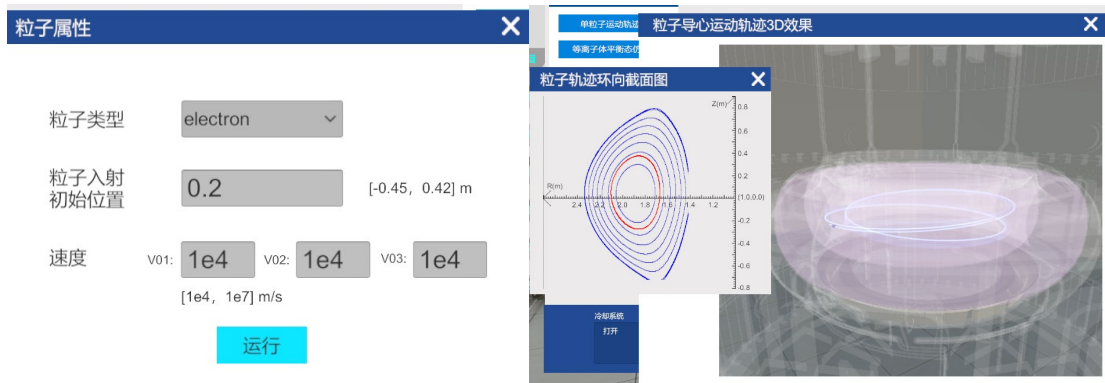 粒子属性
粒子类型
electron
粒子入射
初始位置
0.2
[-0.45, 0.42] m
速度
V01:
1e4
V02:
1e4
V03:
1e4
[1e4, 1e7] m/s
运行
单粒子运动轨迹
等离子体平衡态仿
粒子导心运动轨迹3D效果
粒子轨迹环向截面图
Z(m)
0.8
0.6
0.4
0.2
R(m)
2.4
2.2
2.0
1.8
1.6
1.4
1.2
(1.0,0.0)
-0.2
-0.4
-0.6
-0.8
冷却系统
打开